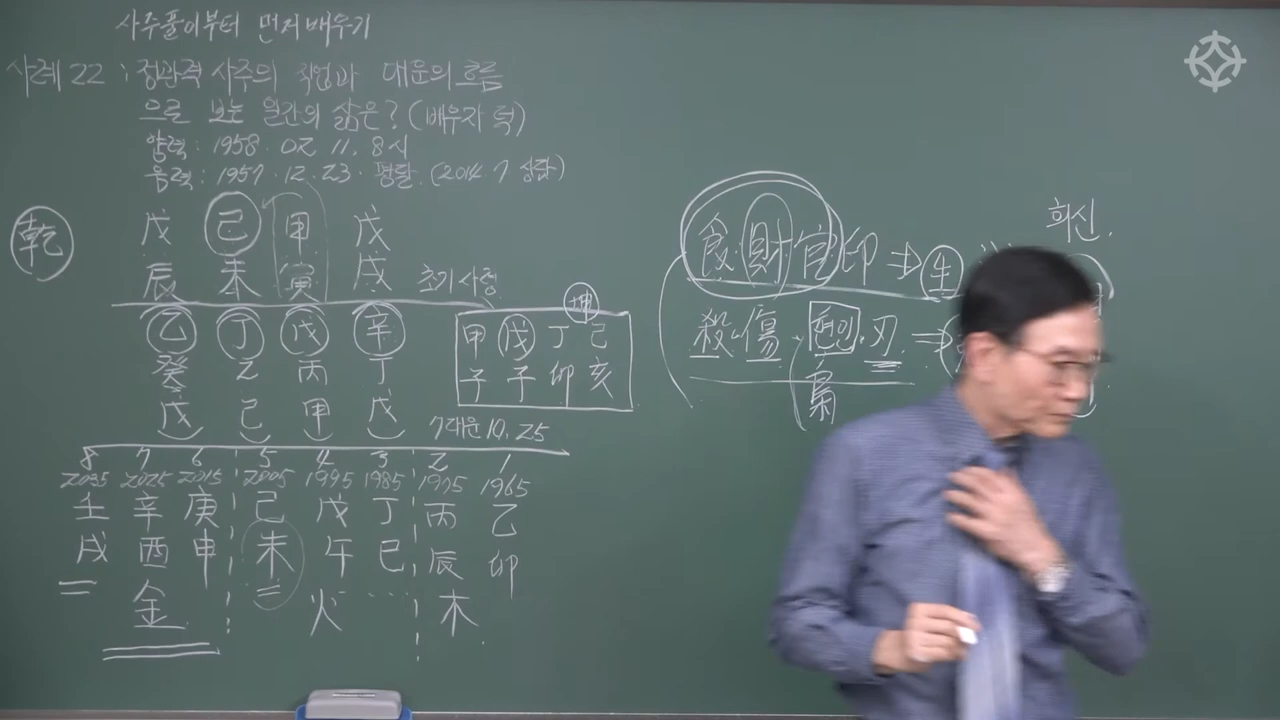 사주풀이부터 먼저배우기
사례 22 : 정관격 사주의 직업과 대운의 흐름
으로 보는 일간의 삶은? (배우자 덕)
양력 : 1958. 02. 11. 8시
음력 : 1957. 12. 23. 평달. (2014. 7 상담)
乾
戊 己 甲 戊
辰 未 寅 戌
초기 사령
乙 丁 戊 辛
癸 乙 丙 丁
戊 己 甲 戊
坤
甲 戊 丁 己
子 子 卯 亥
7대운 10. 25
8 7 6 5 4 3 2 1
2035 2025 2015 2005 1995 1985 1975 1965
壬 辛 庚 己 戊 丁 丙 乙
戌 酉 申 未 午 巳 辰 卯
金 火 木
희신.
食 財 官 印 ⇒ 生
殺 傷 刃 ⇒
梟